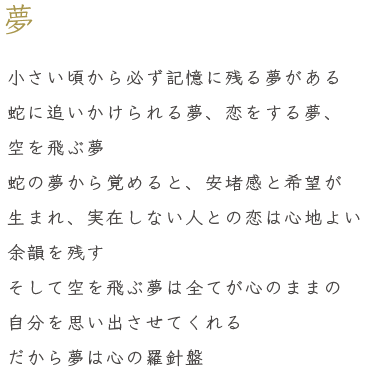 夢
小さい頃から必ず記憶に残る夢がある
蛇に追いかけられる夢、恋をする夢、
空を飛ぶ夢
蛇の夢から覚めると、安堵感と希望が
生まれ、実在しない人との恋は心地よい
余韻を残す
そして空を飛ぶ夢は全てが心のままの
自分を思い出させてくれる
だから夢は心の羅針盤